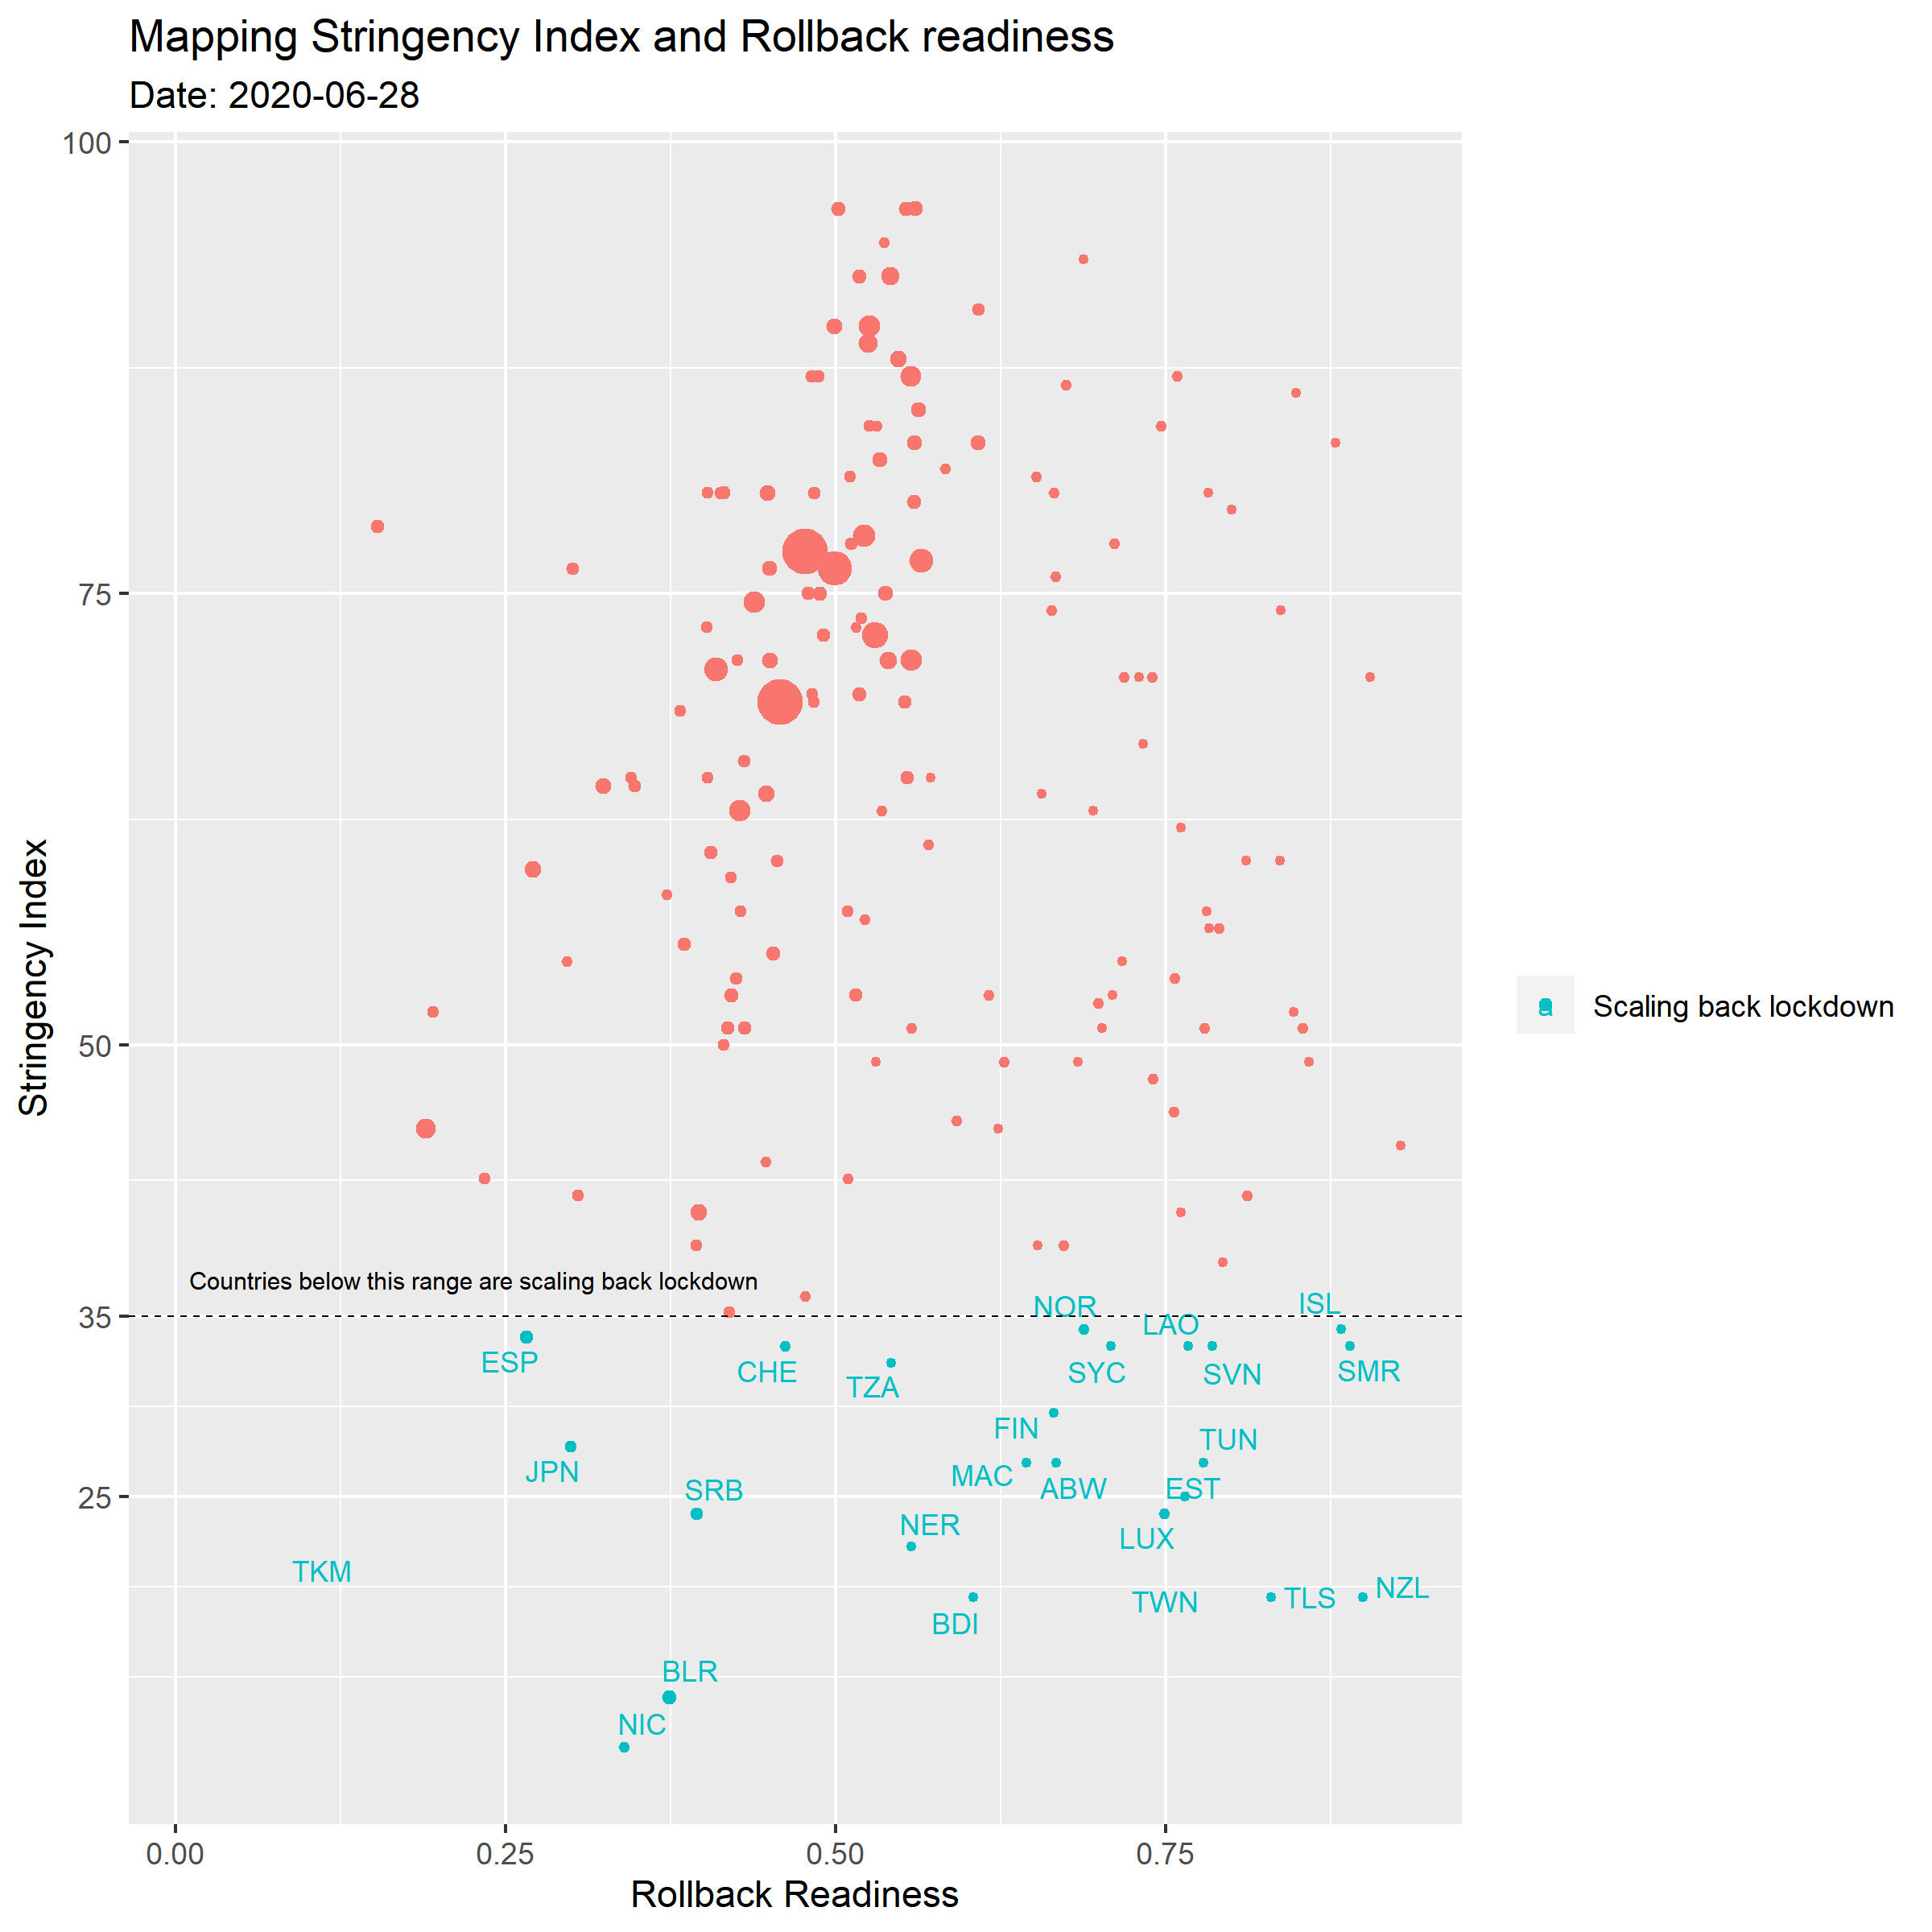 Mapping Stringency Index and Rollback readiness
Date: 2020-06-28
100
75
50
35
25
Stringency Index
Countries below this range are scaling back lockdown
NOR
ISL
LAO
ESP
CHE
TZA
SYC
SVN
SMR
FIN
TUN
JPN
MAC
ABW
EST
SRB
NER
LUX
TKM
TWN
TLS
NZL
BDI
BLR
NIC
0.00
0.25
0.50
0.75
Rollback Readiness
a Scaling back lockdown